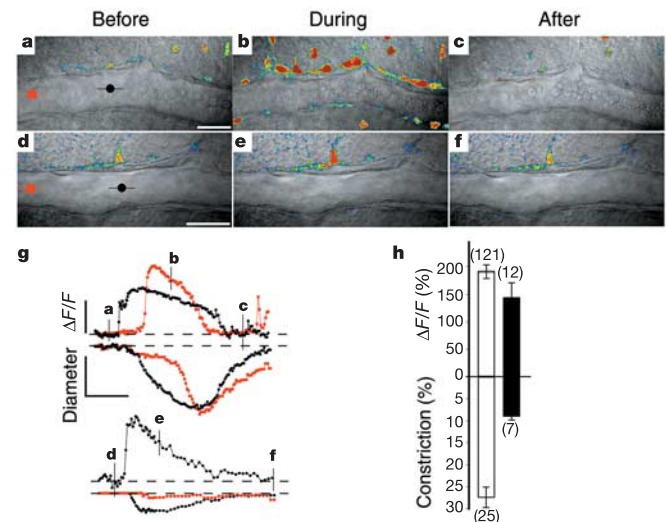 Before During After
a b c
d e f
g
b
a c
ΔF/F
Diameter
e
d f
h
(121)
(12)
200
150
100
50
0
ΔF/F (%)
5
10
15
20
25
30
Constriction (%)
(7)
(25)